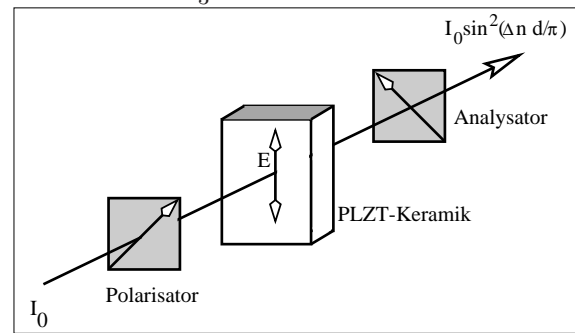 I₀sin²(Δn d/π)
Analysator
E
PLZT-Keramik
Polarisator
I₀